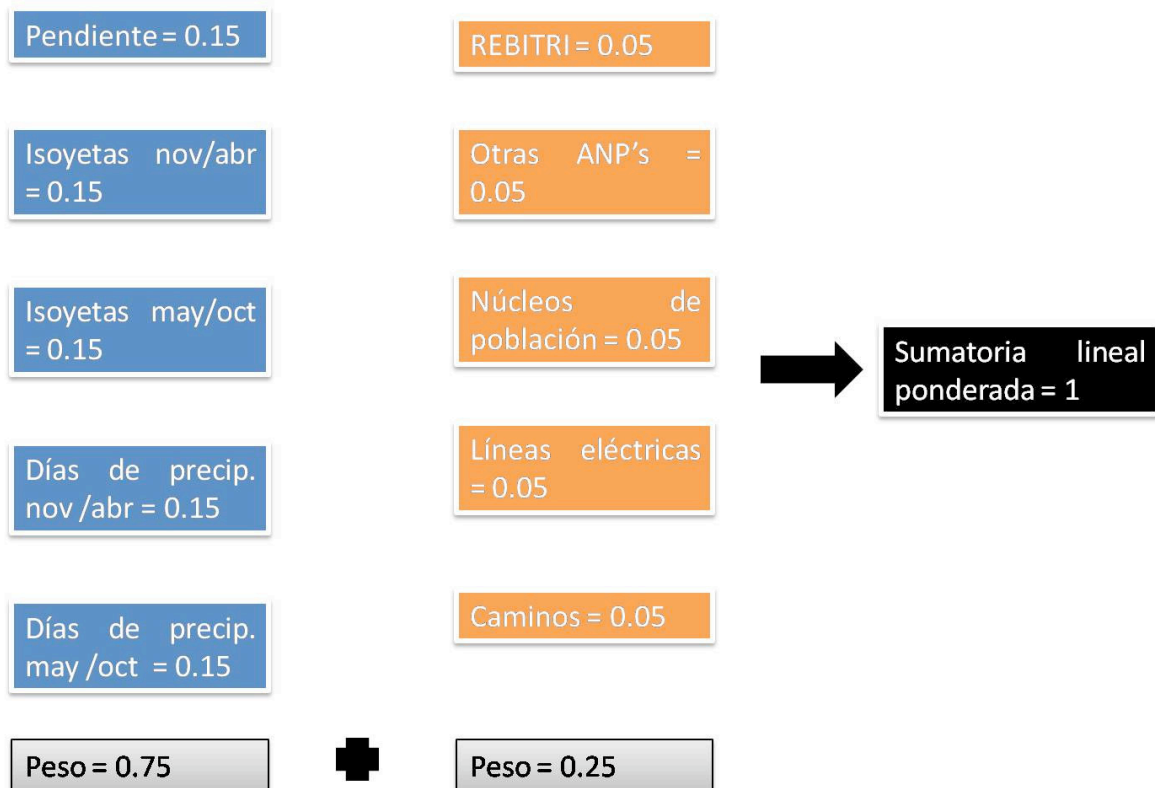 Pendiente = 0.15
Isoyetas nov/abr
= 0.15
Isoyetas may/oct
= 0.15
Días de precip.
nov /abr = 0.15
Días de precip.
may /oct = 0.15
Peso = 0.75
REBITRI = 0.05
Otras ANP's =
0.05
Núcleos de
población = 0.05
Líneas eléctricas
= 0.05
Caminos = 0.05
Peso = 0.25
Sumatoria lineal
ponderada = 1